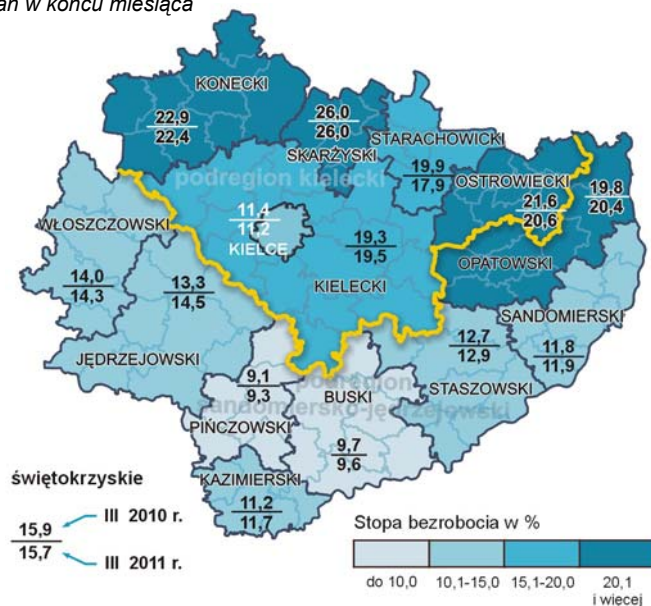 stan w końcu miesiąca
KONECKI
22,9
22,4
26,0
26,0
SKARŻYSKI
STARACHOWICKI
19,9
17,9
OSTROWIECKI
21,6
20,6
19,8
20,4
podregion kielecki
WŁOSZCZOWSKI
11,4
11,2
KIELCE
19,3
19,5
KIELECKI
OPATOWSKI
14,0
14,3
13,3
14,5
SANDOMIERSKI
JĘDRZEJOWSKI
12,7
12,9
11,8
11,9
STASZOWSKI
9,1
9,3
podregion
sandomiersko-jędrzejowski
BUSKI
PIŃCZOWSKI
9,7
9,6
KAZIMIERSKI
11,2
11,7
świętokrzyskie
15,9 III 2010 r.
15,7 III 2011 r.
Stopa bezrobocia w %
do 10,0 10,1-15,0 15,1-20,0 20,1
i więcej